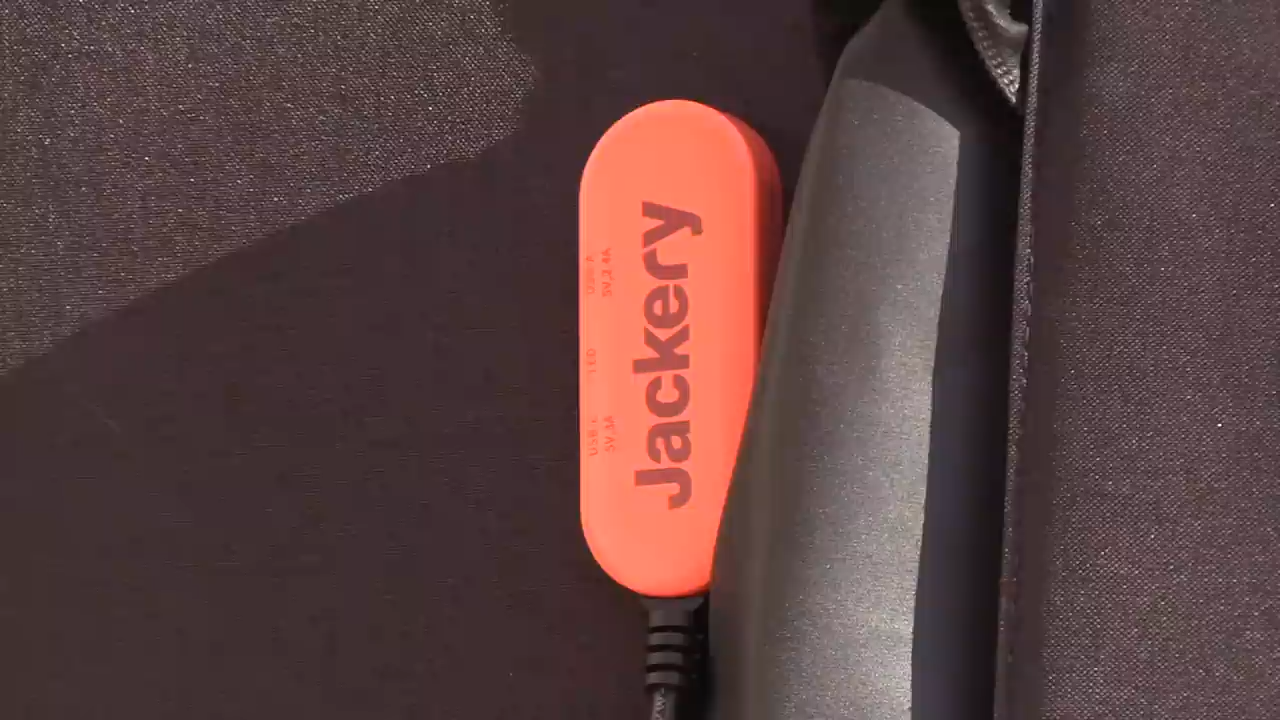 Jackery
USB-C
5V⎓3A
LED
USB-A
5V⎓2.4A